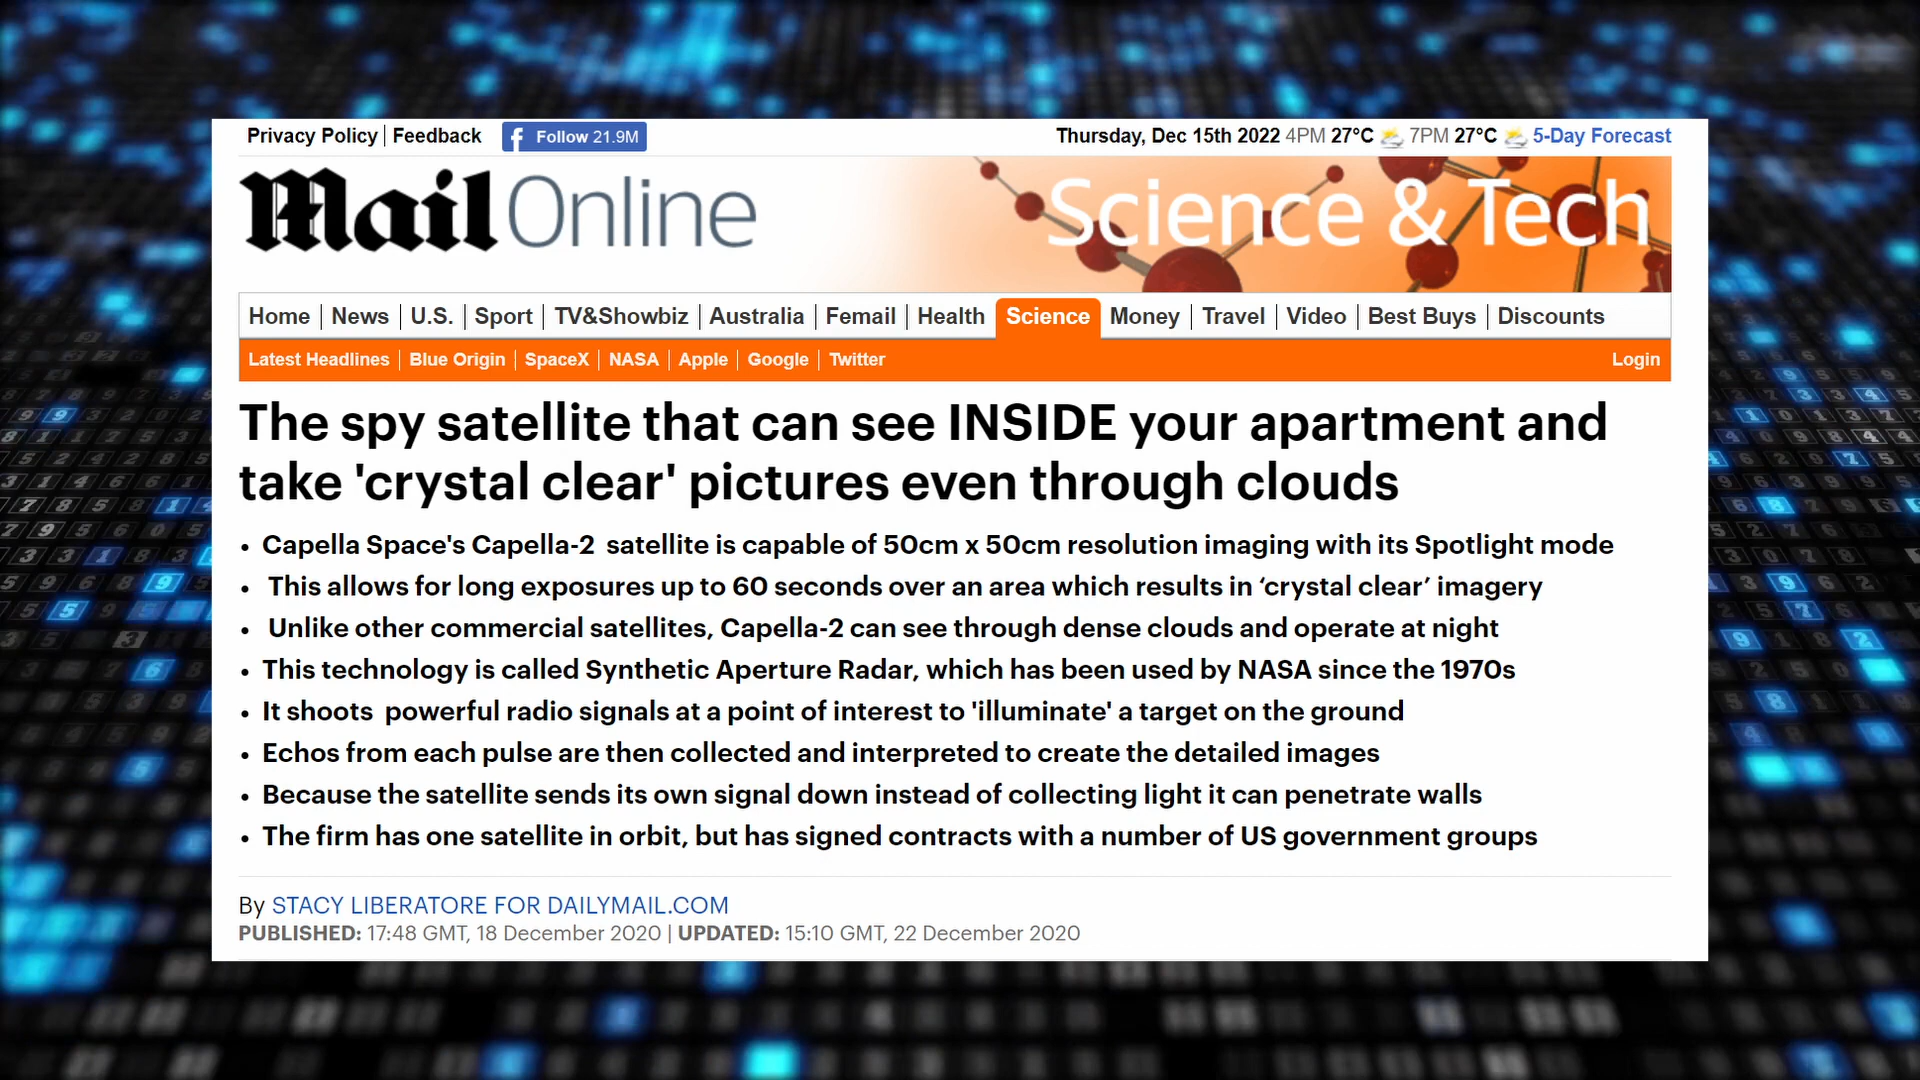 Privacy Policy | Feedback
Follow 21.9M
Thursday, Dec 15th 2022 4PM 27°C 7PM 27°C 5-Day Forecast
Mail Online
Science & Tech
Home | News | U.S. | Sport | TV&Showbiz | Australia | Femail | Health | Science | Money | Travel | Video | Best Buys | Discounts
Latest Headlines | Blue Origin | SpaceX | NASA | Apple | Google | Twitter
Login
The spy satellite that can see INSIDE your apartment and
take 'crystal clear' pictures even through clouds
• Capella Space's Capella-2  satellite is capable of 50cm x 50cm resolution imaging with its Spotlight mode
• This allows for long exposures up to 60 seconds over an area which results in ‘crystal clear’ imagery
• Unlike other commercial satellites, Capella-2 can see through dense clouds and operate at night
• This technology is called Synthetic Aperture Radar, which has been used by NASA since the 1970s
• It shoots  powerful radio signals at a point of interest to 'illuminate' a target on the ground
• Echos from each pulse are then collected and interpreted to create the detailed images
• Because the satellite sends its own signal down instead of collecting light it can penetrate walls
• The firm has one satellite in orbit, but has signed contracts with a number of US government groups
By STACY LIBERATORE FOR DAILYMAIL.COM
PUBLISHED: 17:48 GMT, 18 December 2020 | UPDATED: 15:10 GMT, 22 December 2020